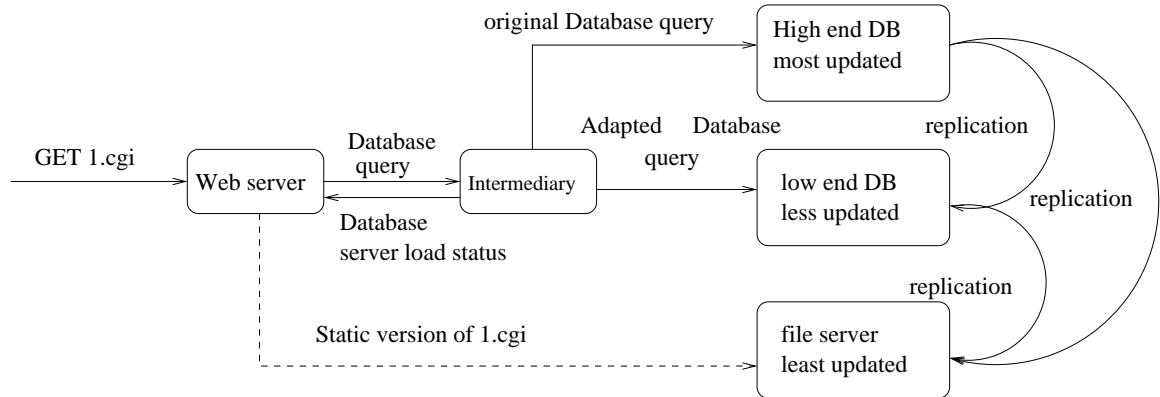 original Database query
High end DB
most updated
GET 1.cgi
Web server
Database
query
Database
server load status
Intermediary
Adapted Database
query
low end DB
less updated
replication
replication
replication
Static version of 1.cgi
file server
least updated